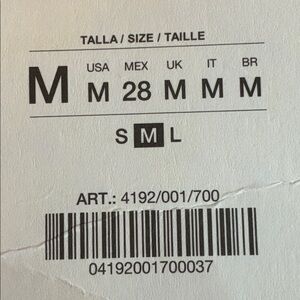 TALLA / SIZE / TAILLE
USA MEX UK IT BR
M M 28 M M M
S M L
ART.: 4192/001/700
04192001700037